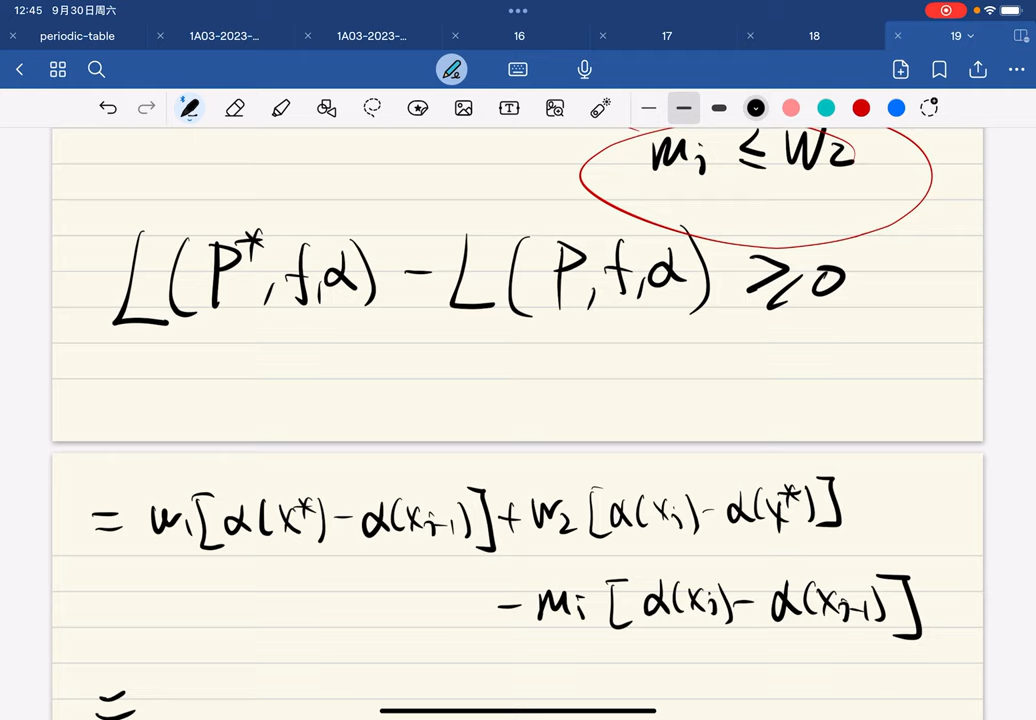 12:45 9月30日周六
periodic-table 1A03-2023-... 1A03-2023-... 16 17 18 19
mᵢ ≤ W₂
L(P*, f, α) - L(P, f, α) ≥ 0
= W₁[α(x*) - α(xᵢ₋₁)] + W₂[α(xᵢ) - α(x*)]
- mᵢ[α(xᵢ) - α(xᵢ₋₁)]
=